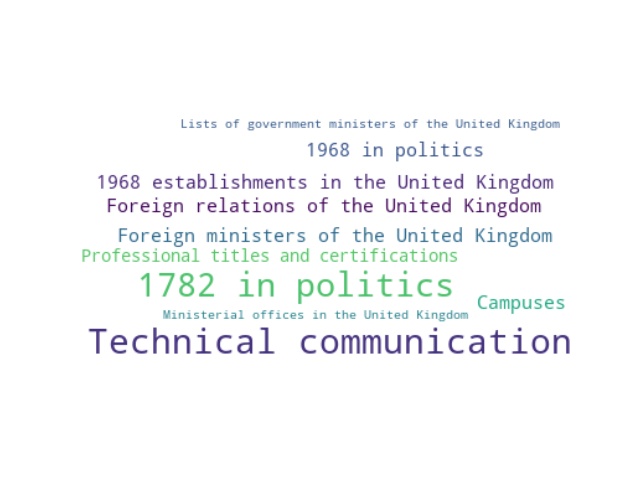 Lists of government ministers of the United Kingdom
1968 in politics
1968 establishments in the United Kingdom
Foreign relations of the United Kingdom
Foreign ministers of the United Kingdom
Professional titles and certifications
1782 in politics
Campuses
Ministerial offices in the United Kingdom
Technical communication